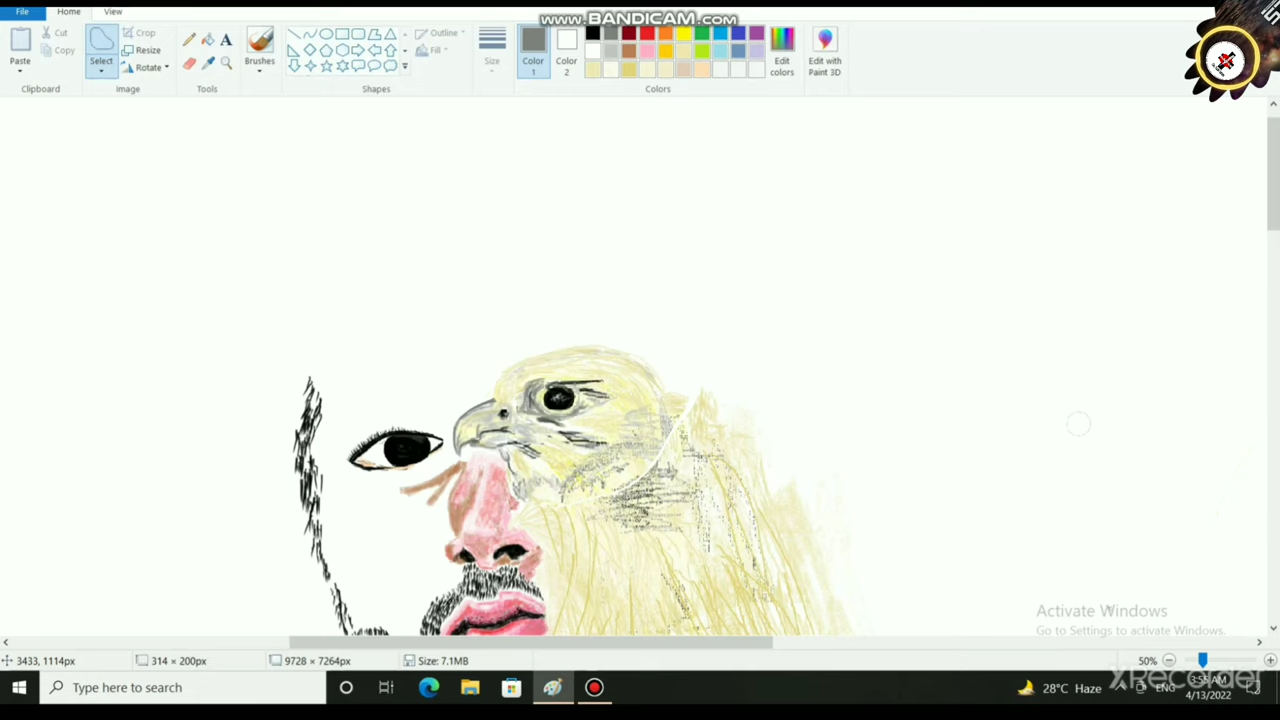 www.BANDICAM.com
File Home View
Cut
Copy
Paste
Clipboard
Crop
Resize
Rotate
Select
Image
Tools
Brushes
Shapes
Outline
Fill
Size
Color 1
Color 2
Edit colors
Edit with Paint 3D
Colors
Activate Windows
Go to Settings to activate Windows.
3433, 1114px
314 × 200px
9728 × 7264px
Size: 7.1MB
50%
Type here to search
28°C Haze
ENG
3:55 AM
4/13/2022
XRecorder